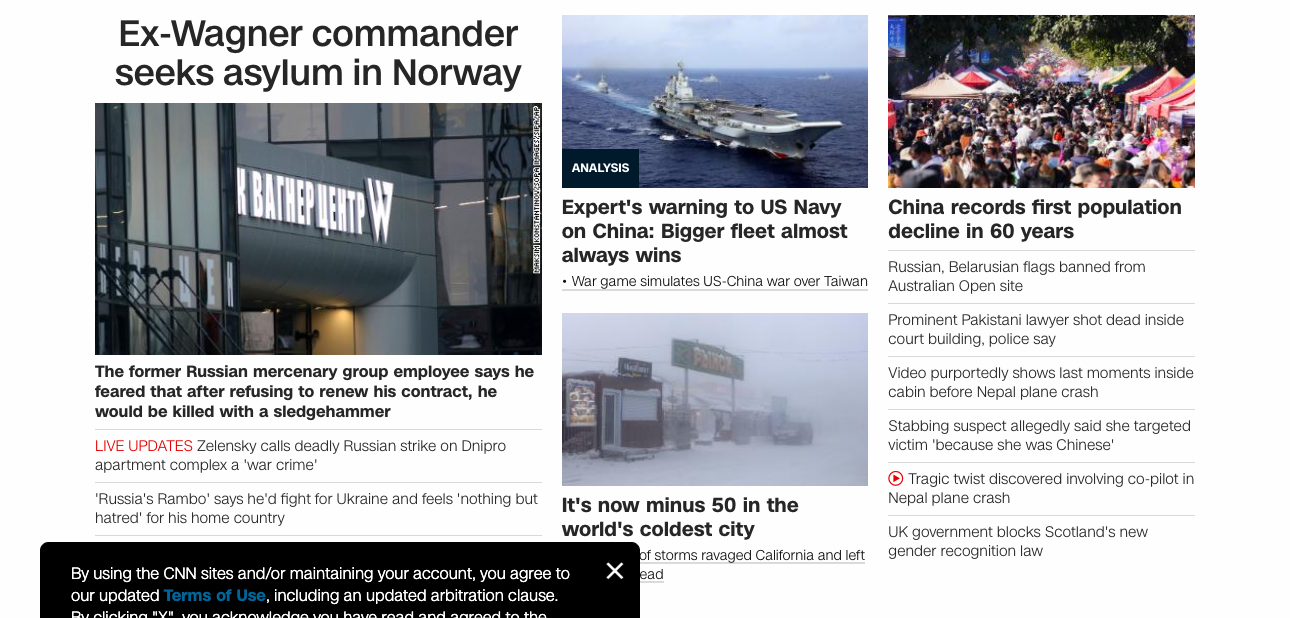 Ex-Wagner commander
seeks asylum in Norway
К ВАГНЕР ЦЕНТР W
The former Russian mercenary group employee says he
feared that after refusing to renew his contract, he
would be killed with a sledgehammer
LIVE UPDATES Zelensky calls deadly Russian strike on Dnipro
apartment complex a 'war crime'
'Russia's Rambo' says he'd fight for Ukraine and feels 'nothing but
hatred' for his home country
ANALYSIS
Expert's warning to US Navy
on China: Bigger fleet almost
always wins
• War game simulates US-China war over Taiwan
It's now minus 50 in the
world's coldest city
of storms ravaged California and left
China records first population
decline in 60 years
Russian, Belarusian flags banned from
Australian Open site
Prominent Pakistani lawyer shot dead inside
court building, police say
Video purportedly shows last moments inside
cabin before Nepal plane crash
Stabbing suspect allegedly said she targeted
victim 'because she was Chinese'
Tragic twist discovered involving co-pilot in
Nepal plane crash
UK government blocks Scotland's new
gender recognition law
By using the CNN sites and/or maintaining your account, you agree to
our updated Terms of Use, including an updated arbitration clause.
By clicking "X", you acknowledge you have read and agreed to the